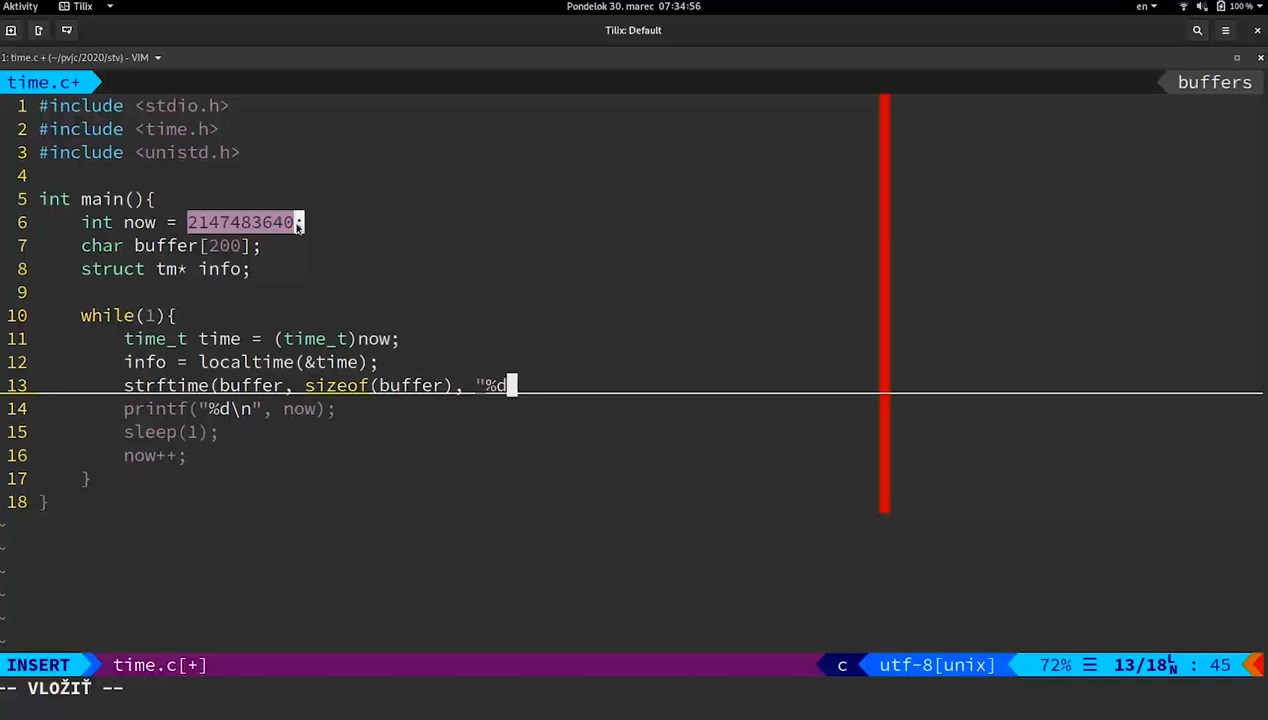 Aktivity Tilix Pondelok 30. marec 07:34:56 en 100 %
Tilix: Default
1: time.c + (~/pvjc/2020/stv) - VIM
time.c+ buffers
1 #include <stdio.h>
2 #include <time.h>
3 #include <unistd.h>
4
5 int main(){
6     int now = 2147483640;
7     char buffer[200];
8     struct tm* info;
9
10     while(1){
11         time_t time = (time_t)now;
12         info = localtime(&time);
13         strftime(buffer, sizeof(buffer), "%d
14         printf("%d\n", now);
15         sleep(1);
16         now++;
17     }
18 }
~
~
~
~
~
~
INSERT time.c[+] c utf-8[unix] 72% ☰ 13/18 LN : 45
-- VLOŽIŤ --